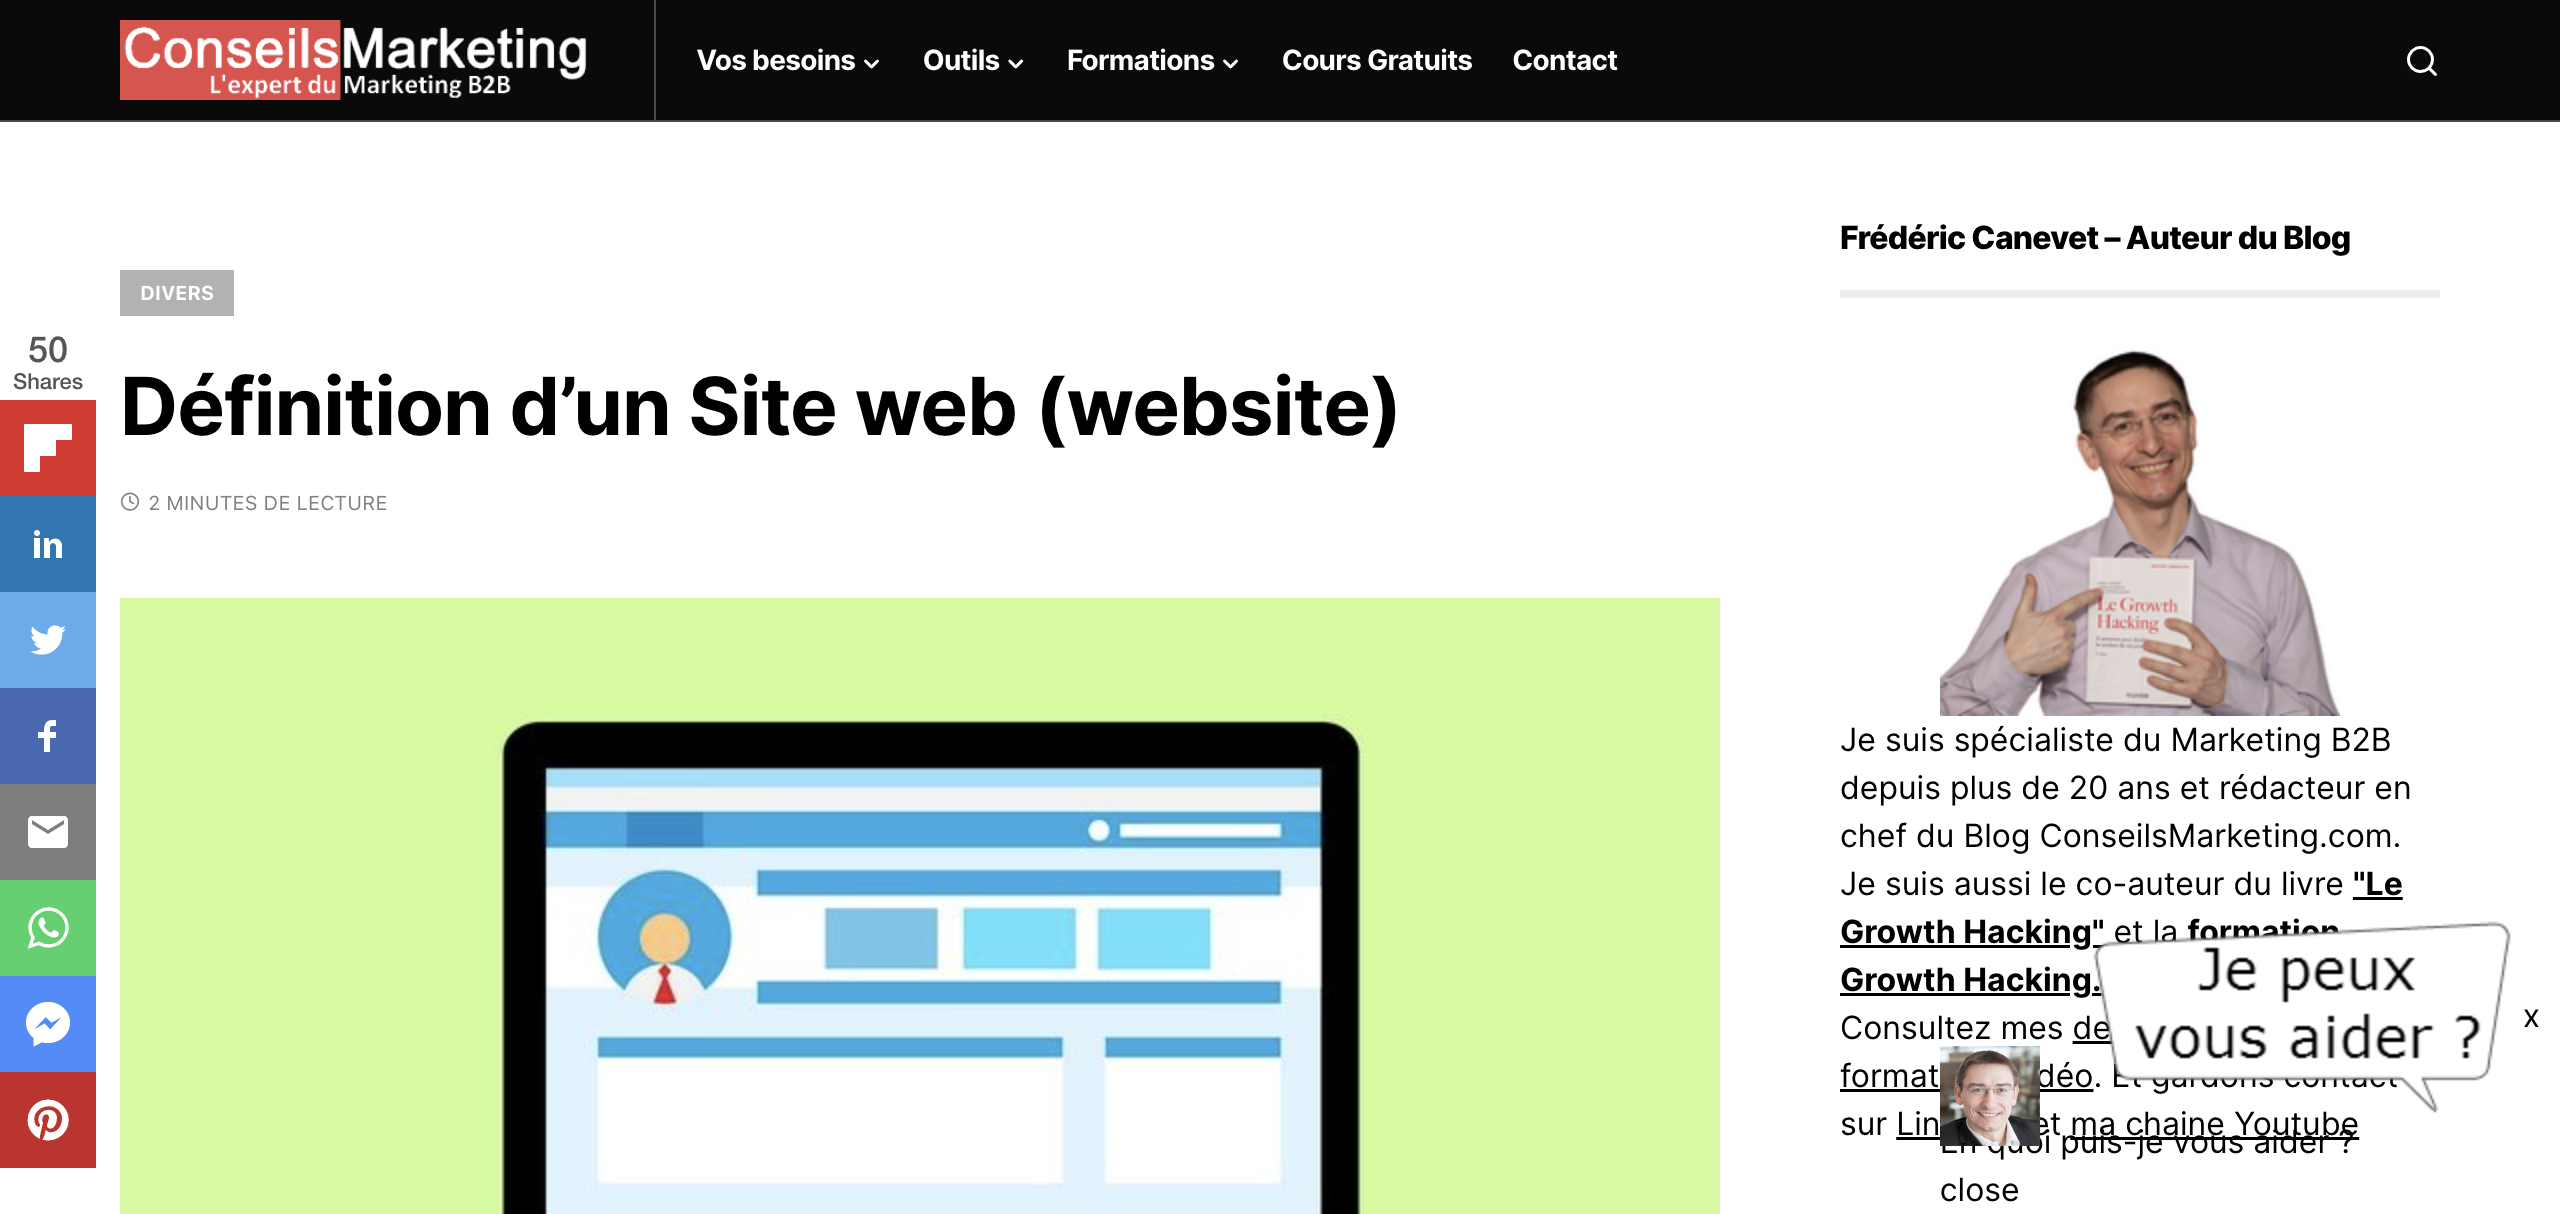 ConseilsMarketing
L'expert du Marketing B2B
Vos besoins
Outils
Formations
Cours Gratuits
Contact
DIVERS
50
Shares
Définition d’un Site web (website)
2 MINUTES DE LECTURE
Frédéric Canevet – Auteur du Blog
Le Growth
Hacking
Je suis spécialiste du Marketing B2B
depuis plus de 20 ans et rédacteur en
chef du Blog ConseilsMarketing.com.
Je suis aussi le co-auteur du livre "Le
Growth Hacking" et la formation
Growth Hacking.
Consultez mes de
format déo. Et gardons contact
sur Lin et ma chaine Youtube
Je peux
vous aider ?
x
En quoi puis-je vous aider ?
close